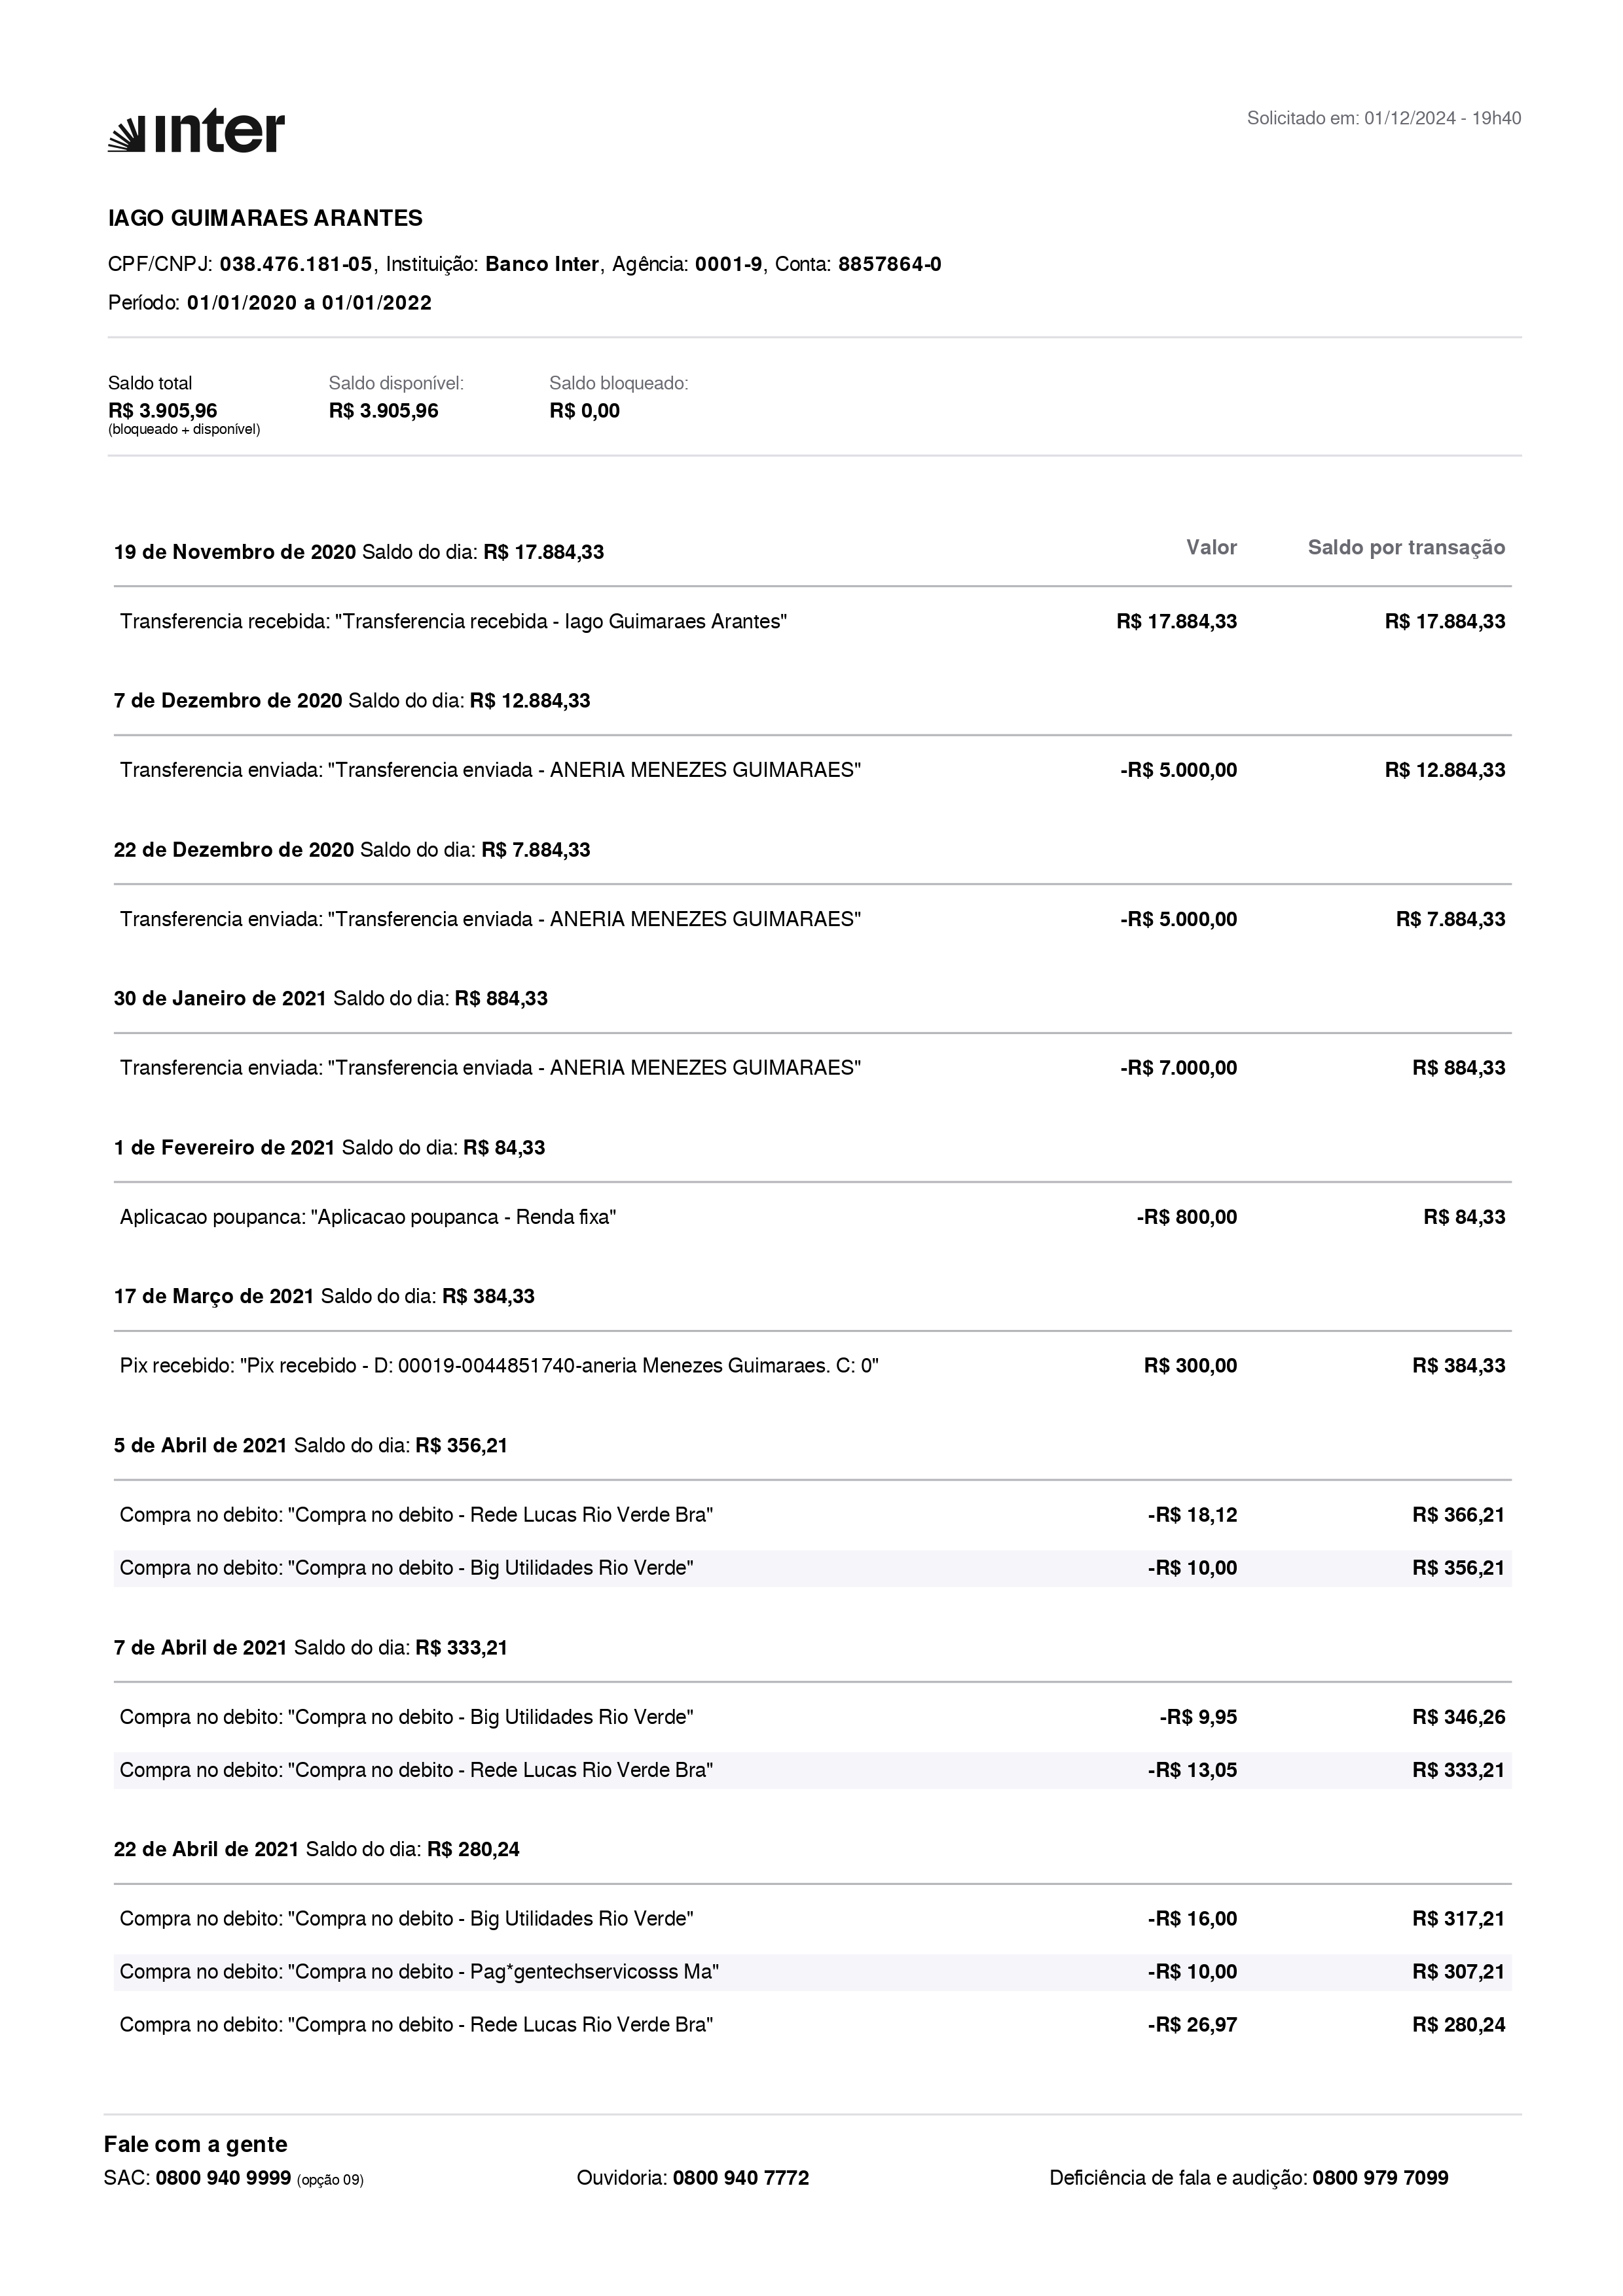 inter
Solicitado em: 01/12/2024 - 19h40
IAGO GUIMARAES ARANTES
CPF/CNPJ: 038.476.181-05, Instituição: Banco Inter, Agência: 0001-9, Conta: 8857864-0
Período: 01/01/2020 a 01/01/2022
Saldo total Saldo disponível: Saldo bloqueado:
R$ 3.905,96 R$ 3.905,96 R$ 0,00
(bloqueado + disponível)
19 de Novembro de 2020 Saldo do dia: R$ 17.884,33 Valor Saldo por transação
Transferencia recebida: "Transferencia recebida - Iago Guimaraes Arantes" R$ 17.884,33 R$ 17.884,33
7 de Dezembro de 2020 Saldo do dia: R$ 12.884,33
Transferencia enviada: "Transferencia enviada - ANERIA MENEZES GUIMARAES" -R$ 5.000,00 R$ 12.884,33
22 de Dezembro de 2020 Saldo do dia: R$ 7.884,33
Transferencia enviada: "Transferencia enviada - ANERIA MENEZES GUIMARAES" -R$ 5.000,00 R$ 7.884,33
30 de Janeiro de 2021 Saldo do dia: R$ 884,33
Transferencia enviada: "Transferencia enviada - ANERIA MENEZES GUIMARAES" -R$ 7.000,00 R$ 884,33
1 de Fevereiro de 2021 Saldo do dia: R$ 84,33
Aplicacao poupanca: "Aplicacao poupanca - Renda fixa" -R$ 800,00 R$ 84,33
17 de Março de 2021 Saldo do dia: R$ 384,33
Pix recebido: "Pix recebido - D: 00019-0044851740-aneria Menezes Guimaraes. C: 0" R$ 300,00 R$ 384,33
5 de Abril de 2021 Saldo do dia: R$ 356,21
Compra no debito: "Compra no debito - Rede Lucas Rio Verde Bra" -R$ 18,12 R$ 366,21
Compra no debito: "Compra no debito - Big Utilidades Rio Verde" -R$ 10,00 R$ 356,21
7 de Abril de 2021 Saldo do dia: R$ 333,21
Compra no debito: "Compra no debito - Big Utilidades Rio Verde" -R$ 9,95 R$ 346,26
Compra no debito: "Compra no debito - Rede Lucas Rio Verde Bra" -R$ 13,05 R$ 333,21
22 de Abril de 2021 Saldo do dia: R$ 280,24
Compra no debito: "Compra no debito - Big Utilidades Rio Verde" -R$ 16,00 R$ 317,21
Compra no debito: "Compra no debito - Pag*gentechservicosss Ma" -R$ 10,00 R$ 307,21
Compra no debito: "Compra no debito - Rede Lucas Rio Verde Bra" -R$ 26,97 R$ 280,24
Fale com a gente
SAC: 0800 940 9999 (opção 09) Ouvidoria: 0800 940 7772 Deficiência de fala e audição: 0800 979 7099